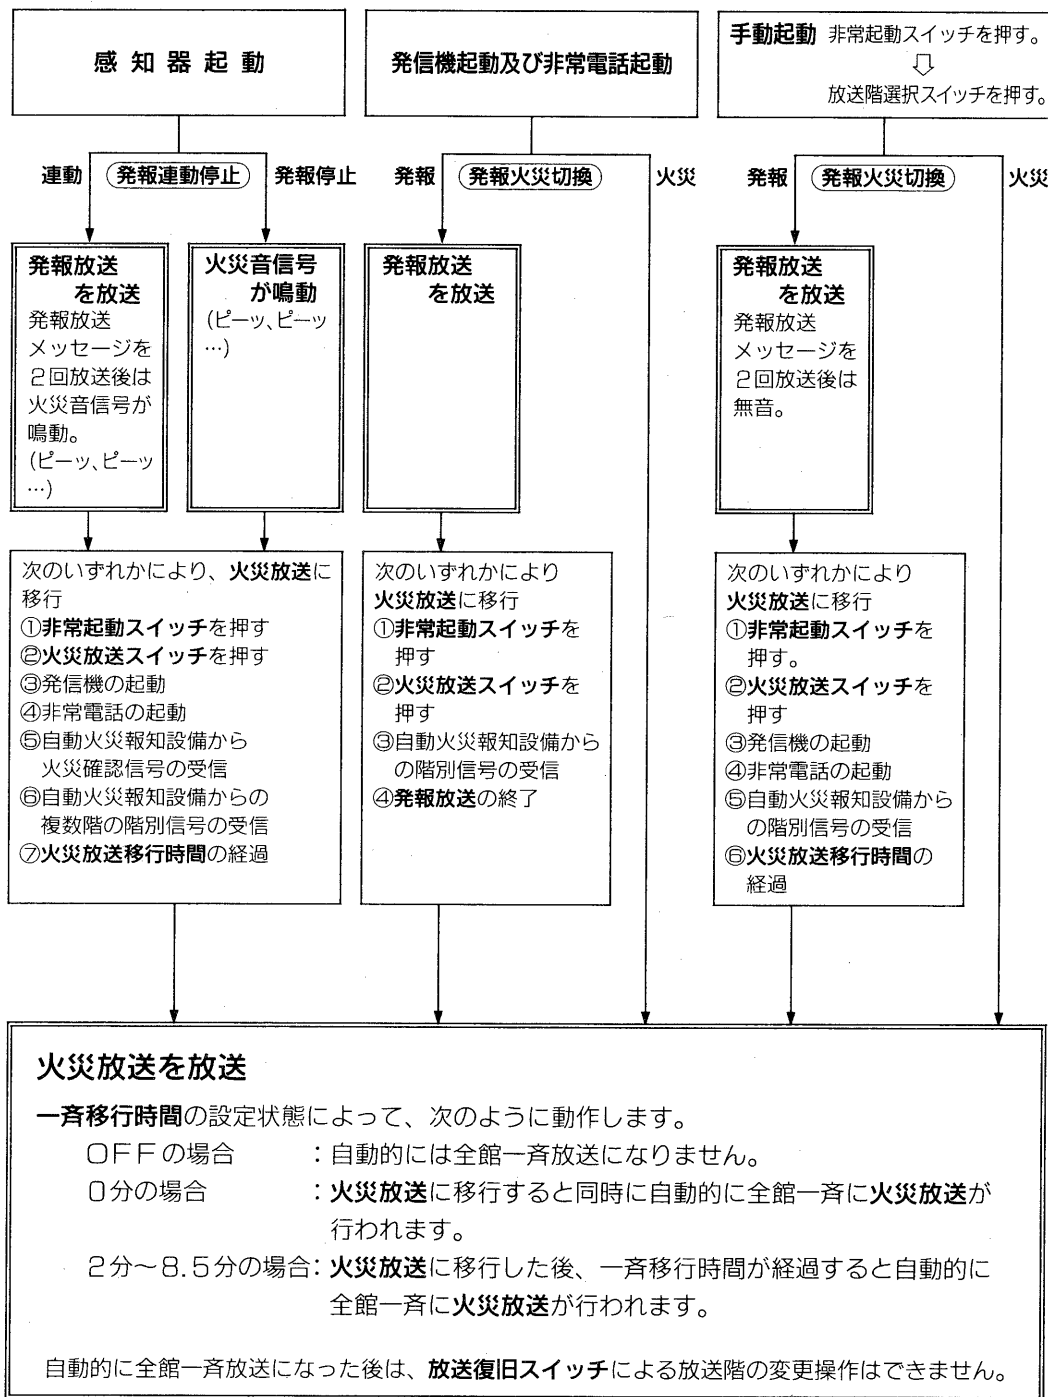 感知器起動
発信機起動及び非常電話起動
手動起動 非常起動スイッチを押す。
放送階選択スイッチを押す。
連動
発報連動停止
発報停止
発報
発報火災切換
火災
発報
発報火災切換
火災
発報放送
を放送
発報放送
メッセージを
2回放送後は
火災音信号が
鳴動。
(ピーッ、ピーッ
…)
火災音信号
が鳴動
(ピーッ、ピーッ
…)
発報放送
を放送
発報放送
を放送
発報放送
メッセージを
2回放送後は
無音。
次のいずれかにより、火災放送に
移行
①非常起動スイッチを押す
②火災放送スイッチを押す
③発信機の起動
④非常電話の起動
⑤自動火災報知設備から
火災確認信号の受信
⑥自動火災報知設備からの
複数階の階別信号の受信
⑦火災放送移行時間の経過
次のいずれかにより
火災放送に移行
①非常起動スイッチを
押す
②火災放送スイッチを
押す
③自動火災報知設備から
の階別信号の受信
④発報放送の終了
次のいずれかにより
火災放送に移行
①非常起動スイッチを
押す。
②火災放送スイッチを
押す
③発信機の起動
④非常電話の起動
⑤自動火災報知設備から
の階別信号の受信
⑥火災放送移行時間の
経過
火災放送を放送
一斉移行時間の設定状態によって、次のように動作します。
OFFの場合 :自動的には全館一斉放送になりません。
0分の場合 :火災放送に移行すると同時に自動的に全館一斉に火災放送が
行われます。
2分～8.5分の場合:火災放送に移行した後、一斉移行時間が経過すると自動的に
全館一斉に火災放送が行われます。
自動的に全館一斉放送になった後は、放送復旧スイッチによる放送階の変更操作はできません。